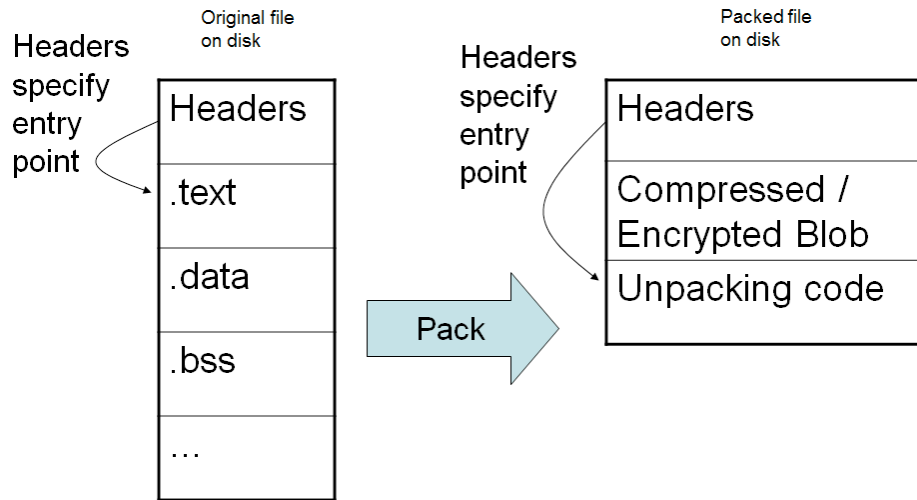 Original file
on disk
Headers
specify
entry
point
Headers
.text
.data
.bss
...
Pack
Packed file
on disk
Headers
specify
entry
point
Headers
Compressed /
Encrypted Blob
Unpacking code